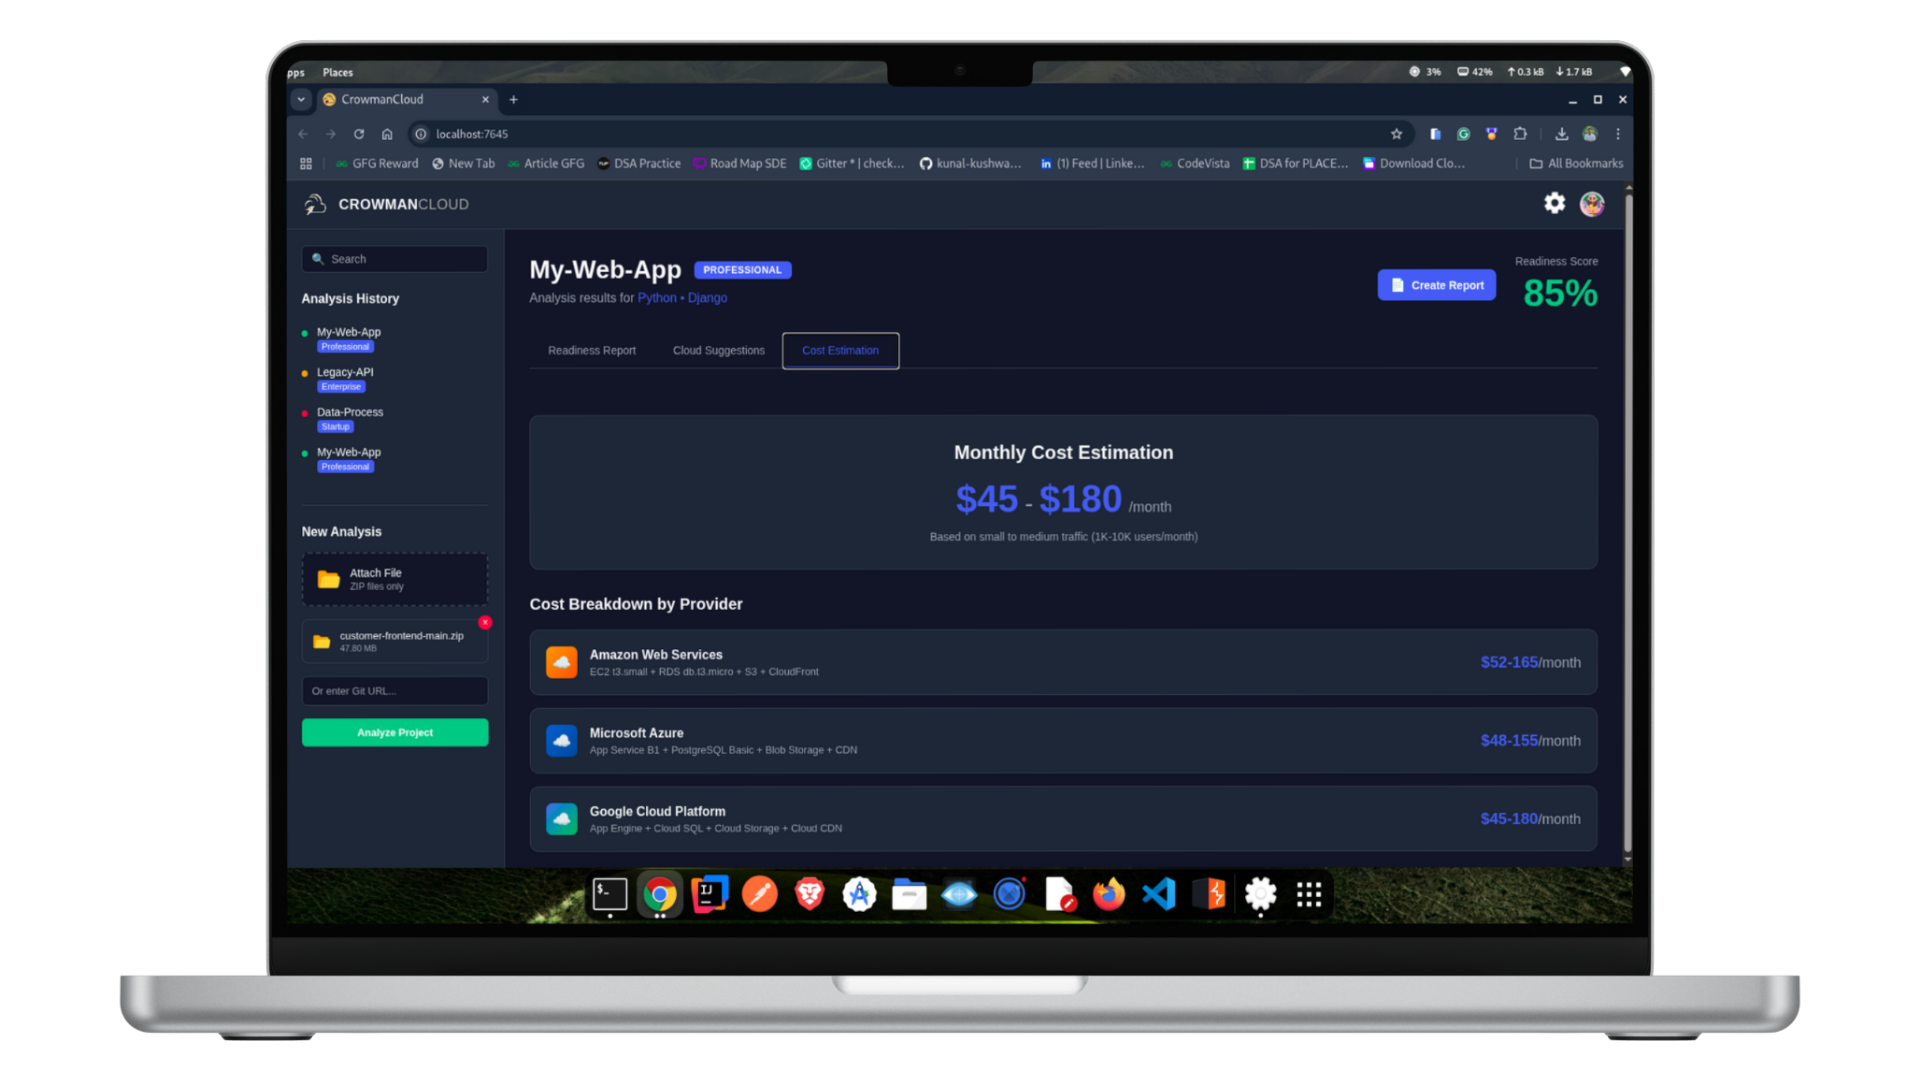 pps Places 3% 42% ↑ 0.3 kB ↓ 1.7 kB
CrowmanCloud
localhost:7645
GFG Reward New Tab Article GFG DSA Practice Road Map SDE Gitter * | check... kunal-kushwa... (1) Feed | Linke... CodeVista DSA for PLACE... Download Clo... All Bookmarks
CROWMANCLOUD
Search
Analysis History
My-Web-App
Professional
Legacy-API
Enterprise
Data-Process
Startup
My-Web-App
Professional
New Analysis
Attach File
ZIP files only
customer-frontend-main.zip
47.80 MB
Or enter Git URL...
Analyze Project
My-Web-App PROFESSIONAL
Analysis results for Python • Django
Create Report
Readiness Score
85%
Readiness Report Cloud Suggestions Cost Estimation
Monthly Cost Estimation
$45 - $180 /month
Based on small to medium traffic (1K-10K users/month)
Cost Breakdown by Provider
Amazon Web Services
EC2 t3.small + RDS db.t3.micro + S3 + CloudFront
$52-165/month
Microsoft Azure
App Service B1 + PostgreSQL Basic + Blob Storage + CDN
$48-155/month
Google Cloud Platform
App Engine + Cloud SQL + Cloud Storage + Cloud CDN
$45-180/month
$_
IJ